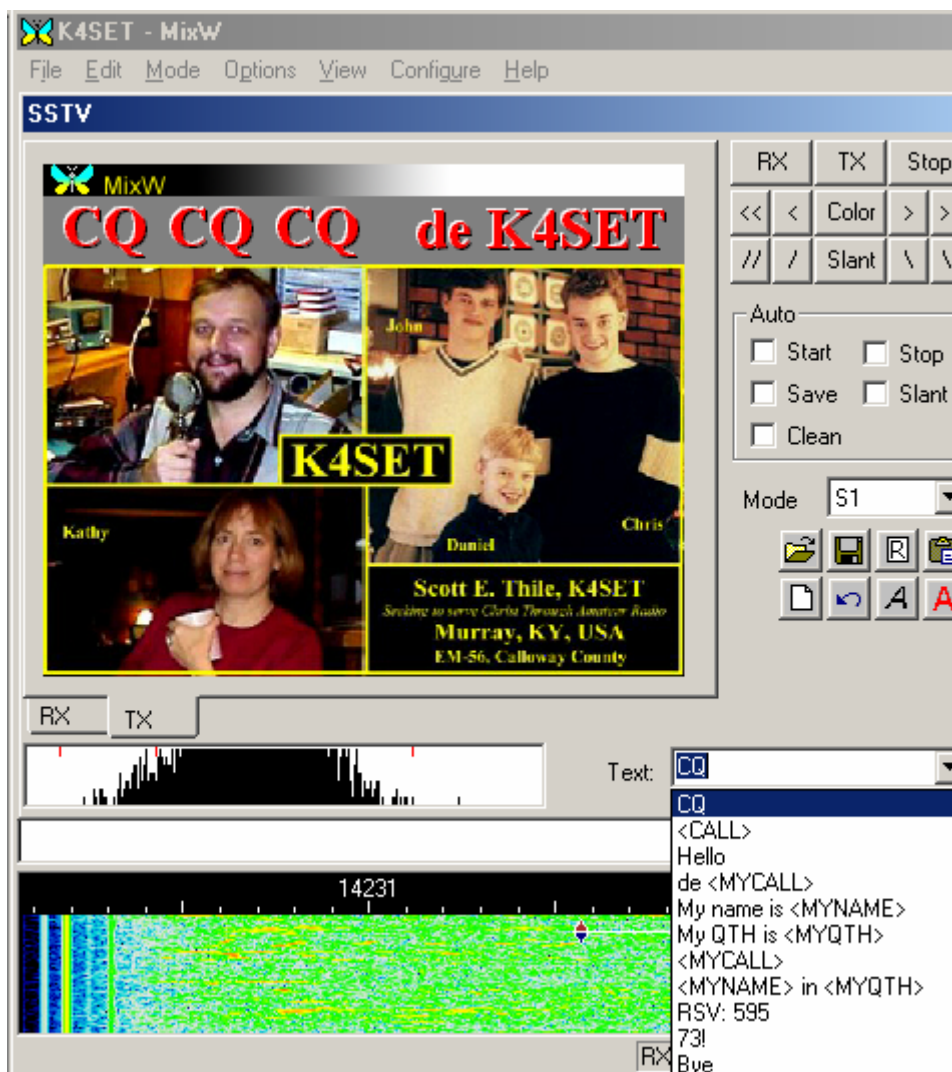 K4SET - MixW
File Edit Mode Options View Configure Help
SSTV
MixW
CQ CQ CQ de K4SET
John
K4SET
Kathy
Daniel
Chris
Scott E. Thile, K4SET
Seeking to serve Christ Through Amateur Radio
Murray, KY, USA
EM-56, Calloway County
RX TX Stop
<< < Color > >
// / Slant \ \
Auto
Start Stop
Save Slant
Clean
Mode S1
R
A A
RX TX
Text: CQ
CQ
<CALL>
Hello
de <MYCALL>
My name is <MYNAME>
My QTH is <MYQTH>
<MYCALL>
<MYNAME> in <MYQTH>
RSV: 595
73!
Bye
14231
RX